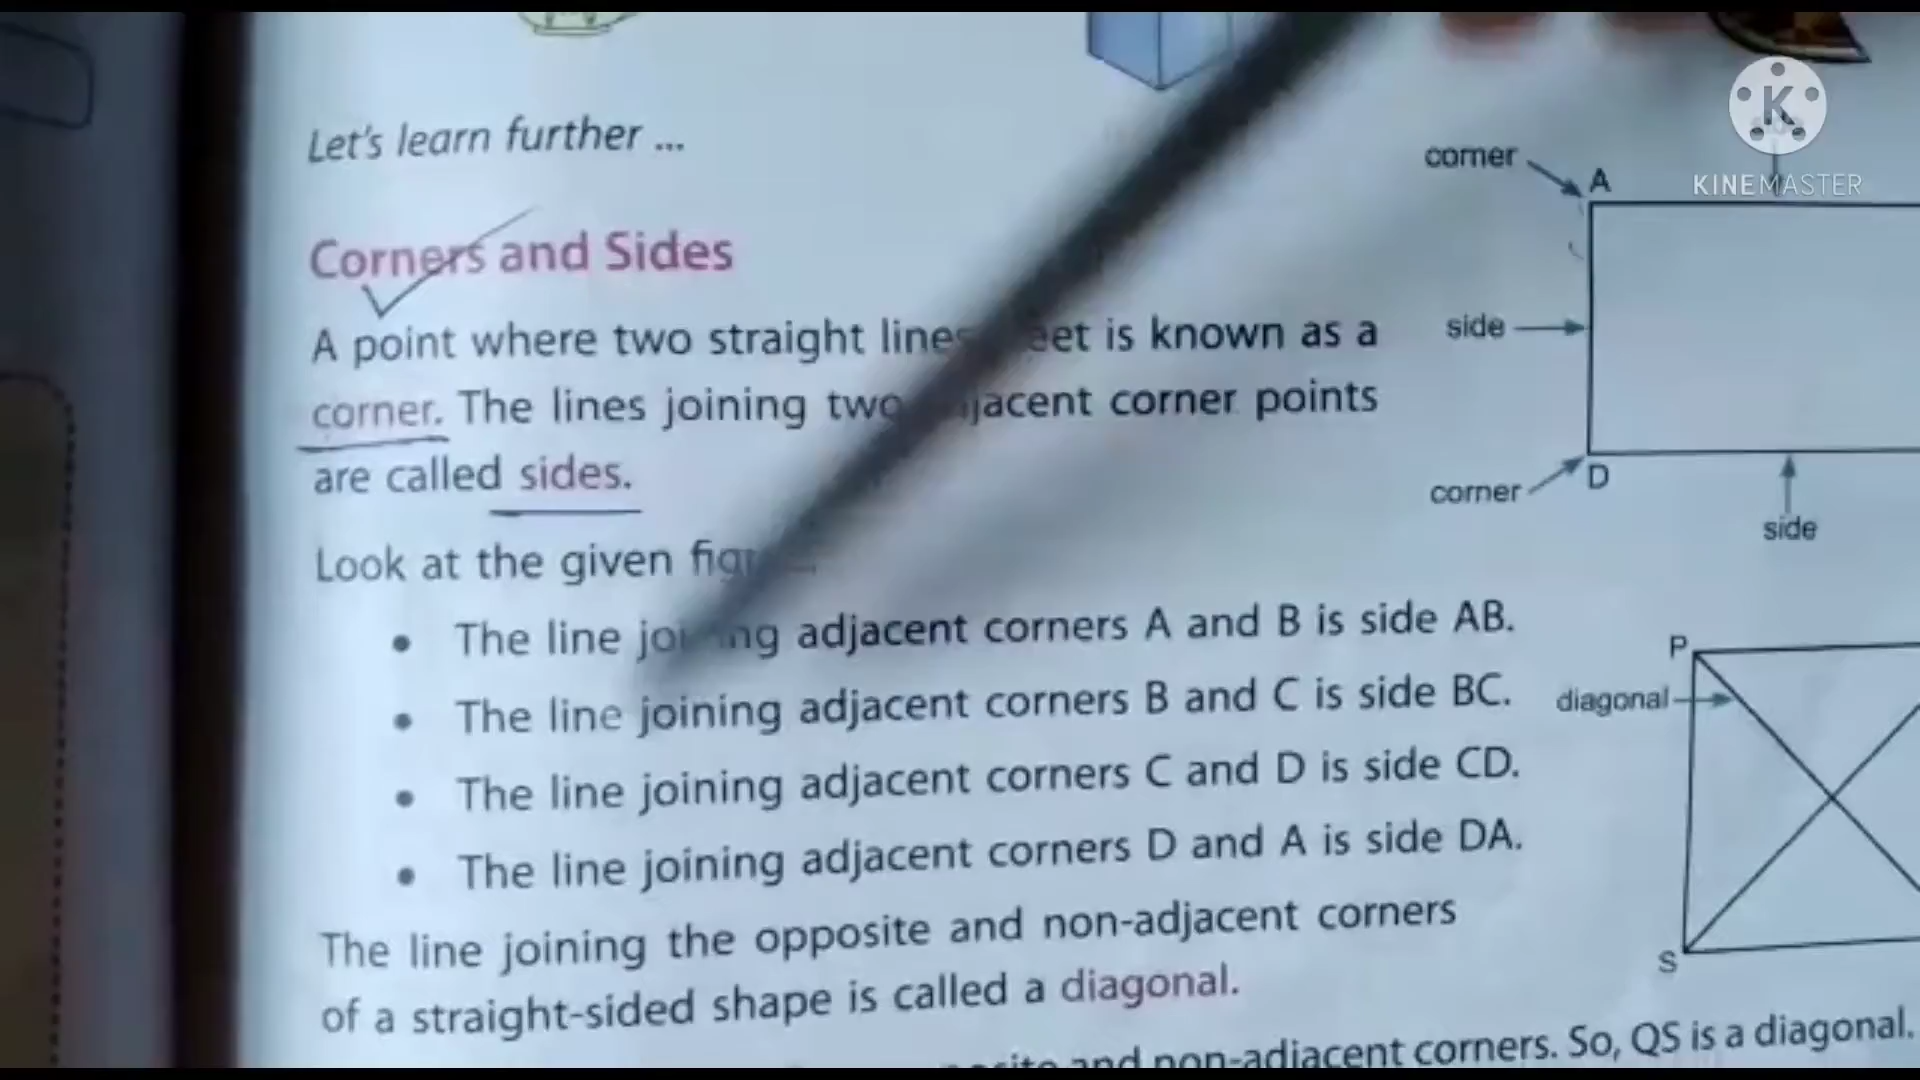 Let's learn further ...
Corners and Sides
A point where two straight lines is known as a
corner. The lines joining two corner points
are called sides.
Look at the given
The line joining adjacent corners A and B is side AB.
The line joining adjacent corners B and C is side BC.
The line joining adjacent corners C and D is side CD.
The line joining adjacent corners D and A is side DA.
The line joining the opposite and non-adjacent corners
of a straight-sided shape is called a diagonal.
and non-adjacent corners. So, QS is a diagonal.
corner
A
side
corner
D
side
P
diagonal
S
K
KINEMASTER